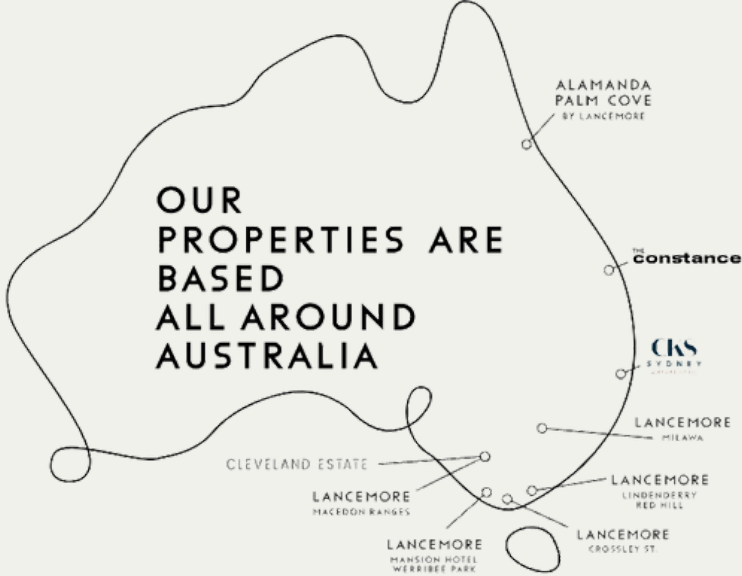 OUR
PROPERTIES ARE
BASED
ALL AROUND
AUSTRALIA
ALAMANDA
PALM COVE
BY LANCEMORE
THE
constance
CKS
SYDNEY
LANCEMORE
MILAWA
CLEVELAND ESTATE
LANCEMORE
MACEDON RANGES
LANCEMORE
LINDENDERRY
RED HILL
LANCEMORE
MANSION HOTEL
WERRIBEE PARK
LANCEMORE
CROSSLEY ST.